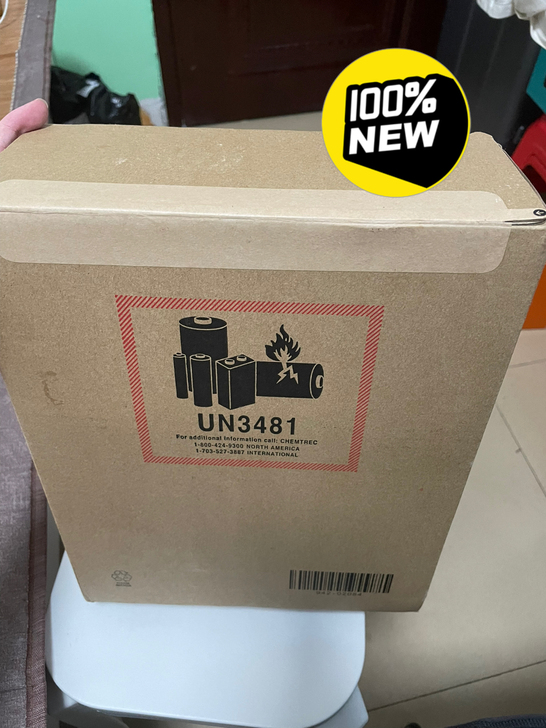 100%
NEW
UN3481
For additional Information call: CHEMTREC
1-800-424-9300 NORTH AMERICA
1-703-527-3887 INTERNATIONAL